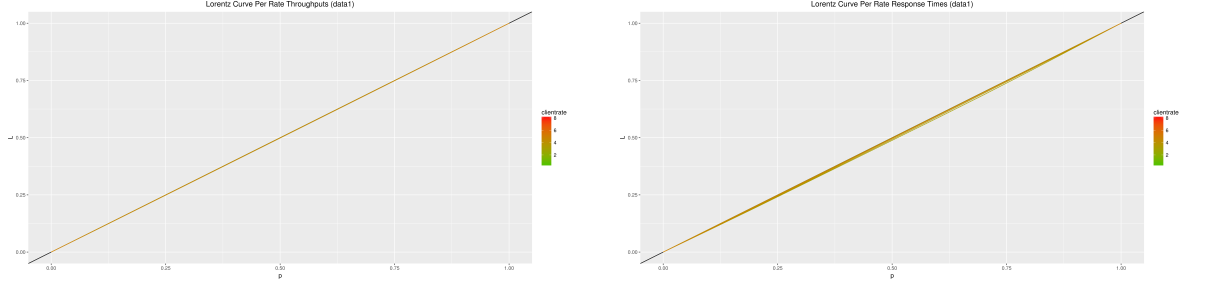 Lorentz Curve Per Rate Throughputs (data1)
1.00
0.75
0.50
0.25
0.00
L
0.00 0.25 0.50 0.75 1.00
p
clientrate
8
6
4
2
Lorentz Curve Per Rate Response Times (data1)
1.00
0.75
0.50
0.25
0.00
L
0.00 0.25 0.50 0.75 1.00
p
clientrate
8
6
4
2